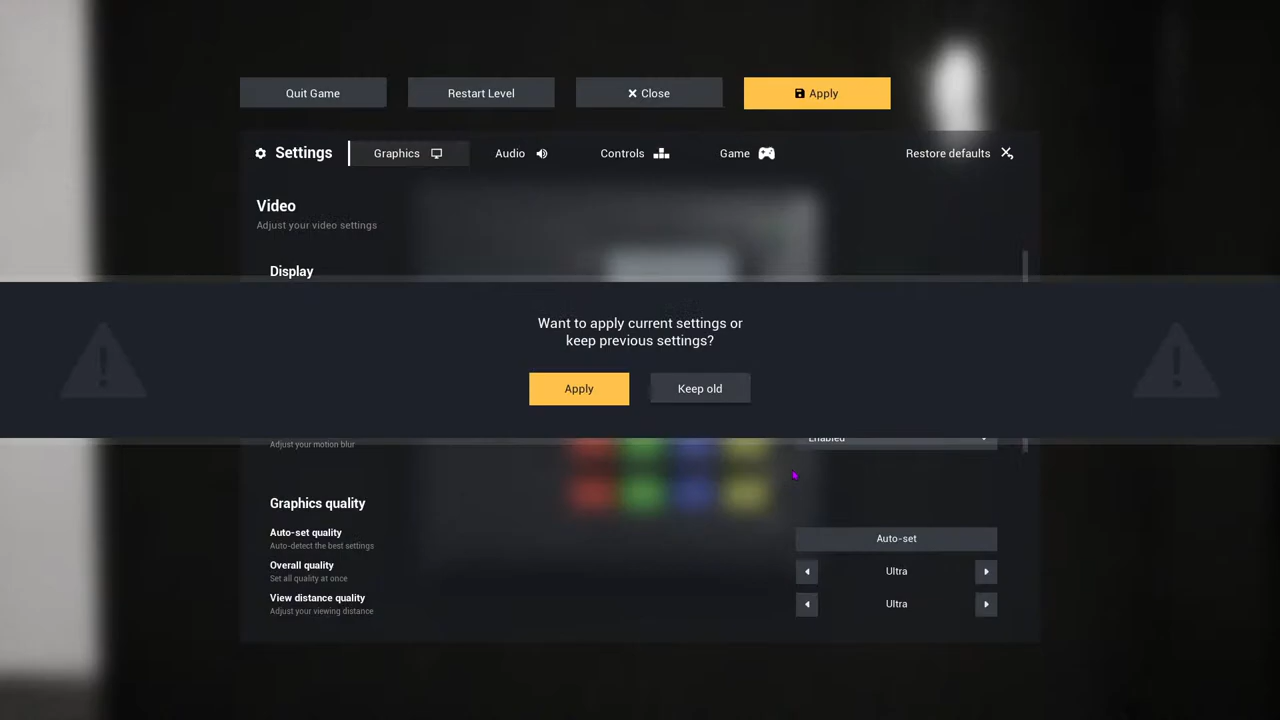 Quit Game
Restart Level
Close
Apply
Settings
Graphics
Audio
Controls
Game
Restore defaults
Video
Adjust your video settings
Display
Want to apply current settings or
keep previous settings?
Apply
Keep old
Adjust your motion blur
Enabled
Graphics quality
Auto-set quality
Auto-detect the best settings
Auto-set
Overall quality
Set all quality at once
Ultra
View distance quality
Adjust your viewing distance
Ultra